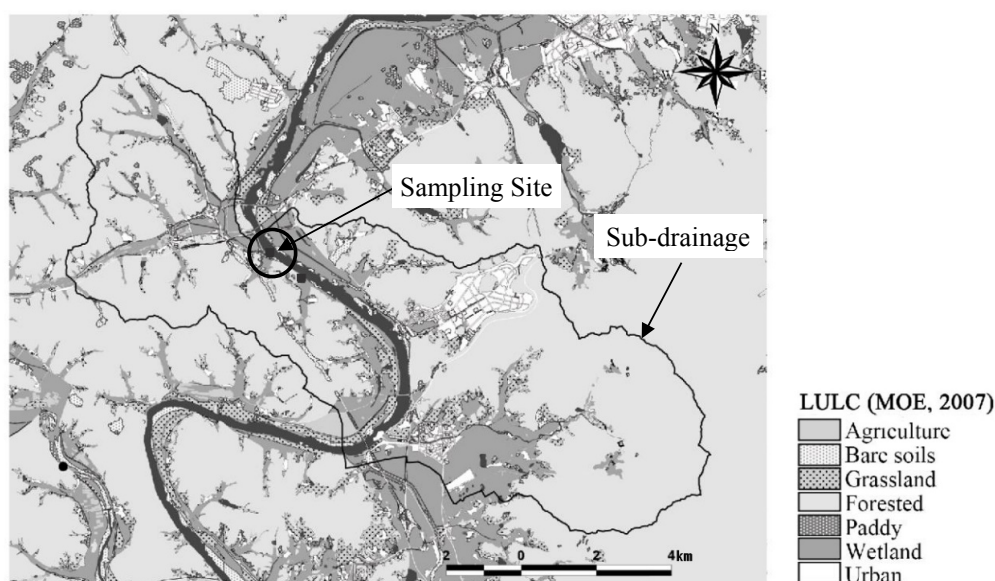 N
Sampling Site
Sub-drainage
2 0 2 4km
LULC (MOE, 2007)
Agriculture
Bare soils
Grassland
Forested
Paddy
Wetland
Urban